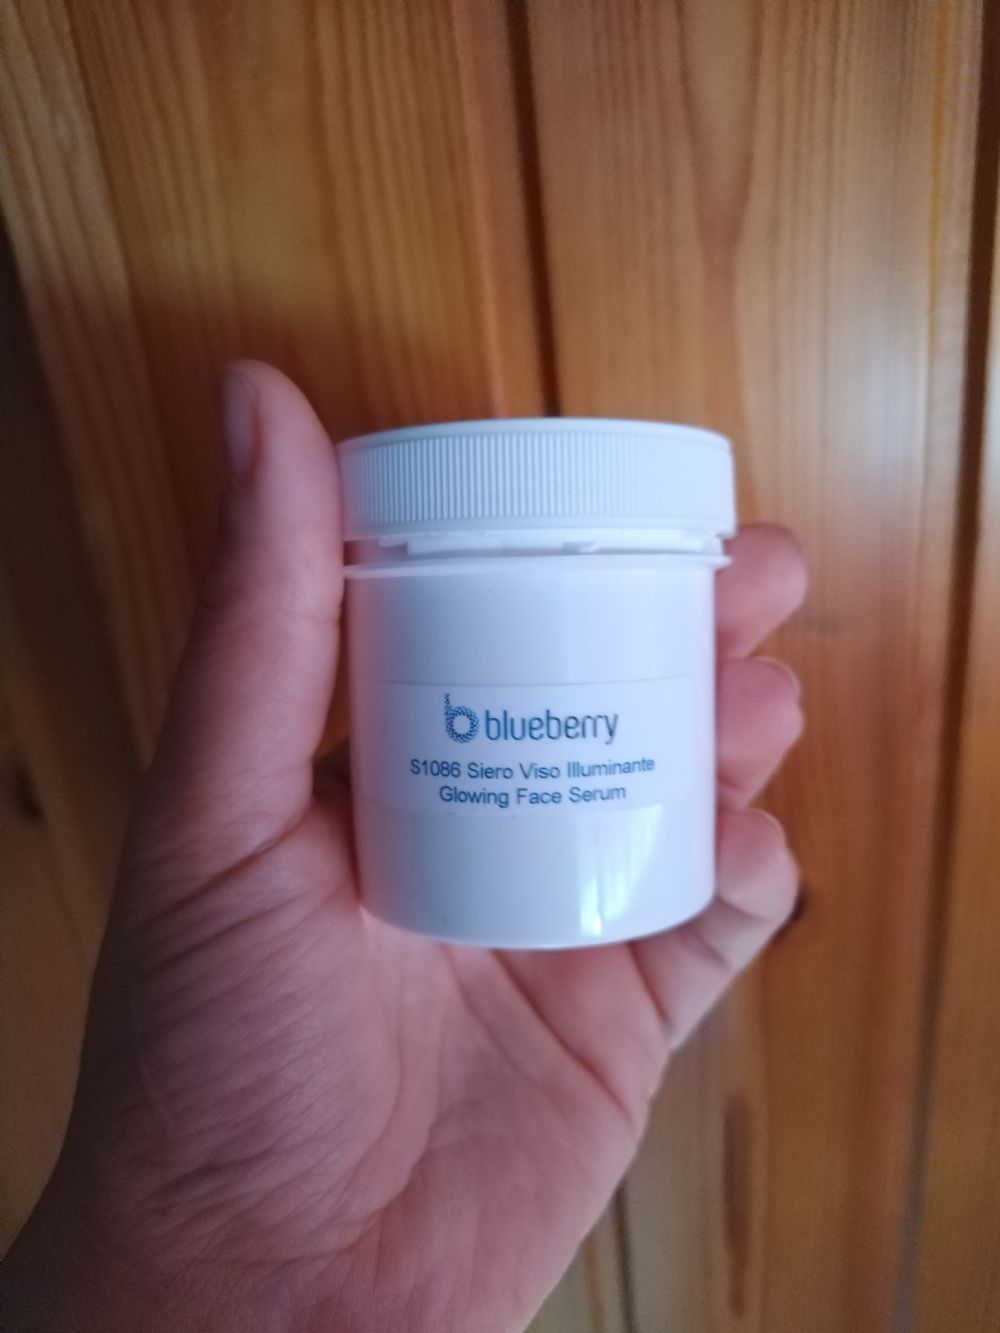 blueberry
S1086 Siero Viso Illuminante
Glowing Face Serum